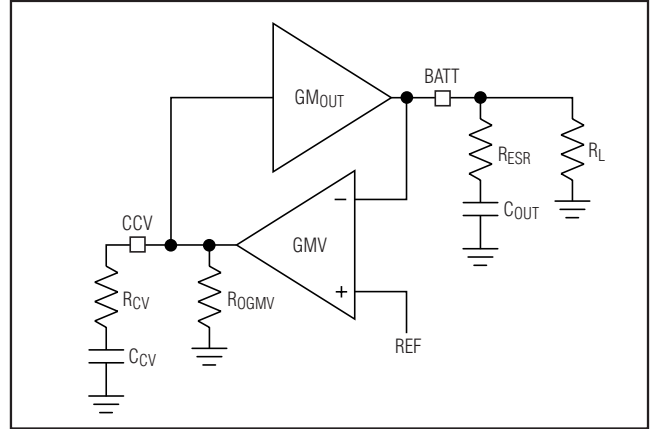 GMOUT
BATT
RESR
RL
COUT
−
GMV
+
CCV
RCV
ROGMV
CCV
REF